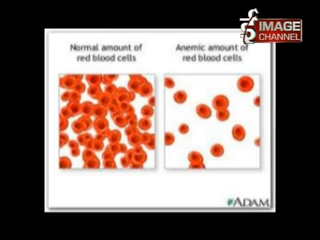 IMAGE
CHANNEL
Normal amount of
red blood cells
Anemic amount of
red blood cells
ADAM.